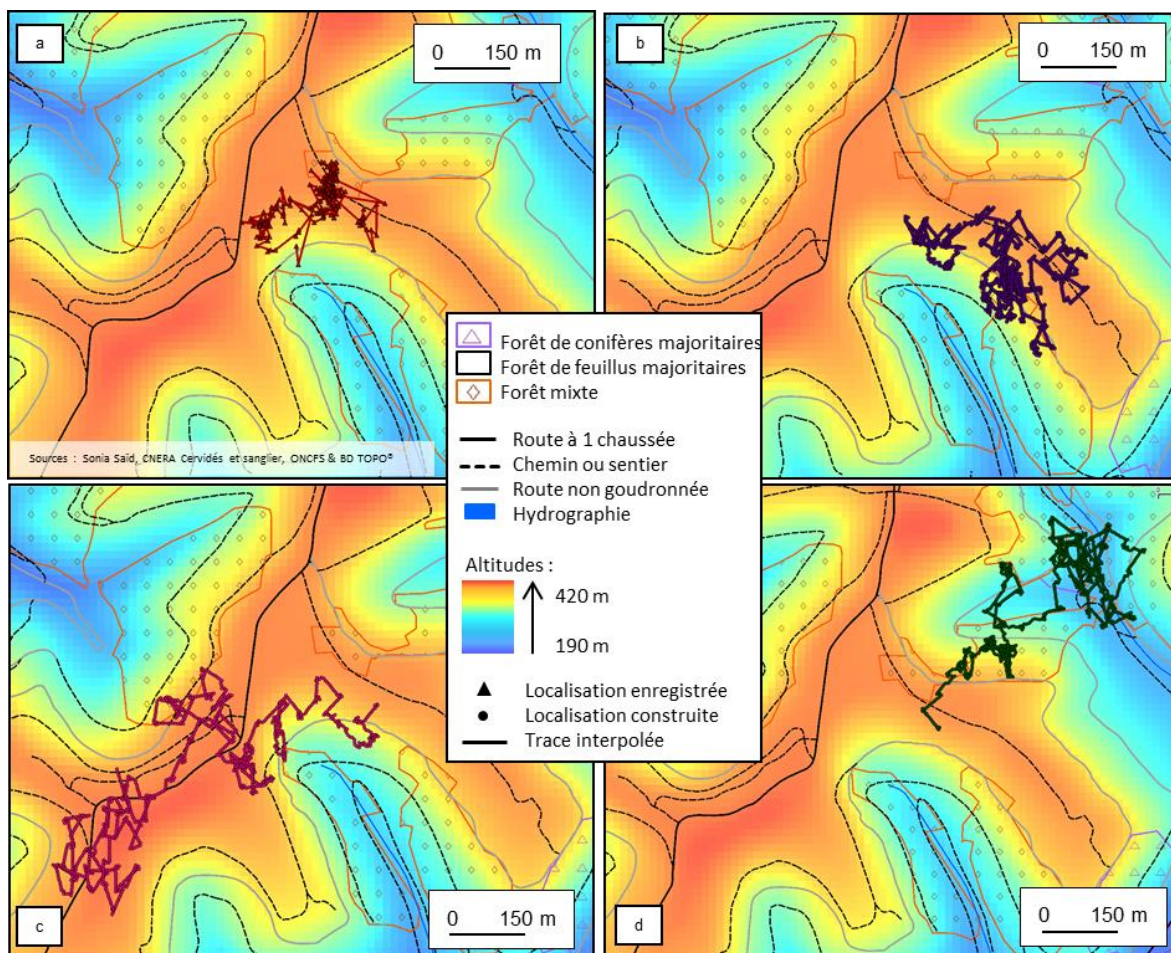 a
0 150 m
b
0 150 m
Forêt de conifères majoritaires
Forêt de feuillus majoritaires
Forêt mixte
Route à 1 chaussée
Chemin ou sentier
Route non goudronnée
Hydrographie
Altitudes :
420 m
190 m
Localisation enregistrée
Localisation construite
Trace interpolée
Sources : Sonia Saïd, CNERA Cervidés et sanglier, ONCFS & BD TOPO®
c
0 150 m
d
0 150 m